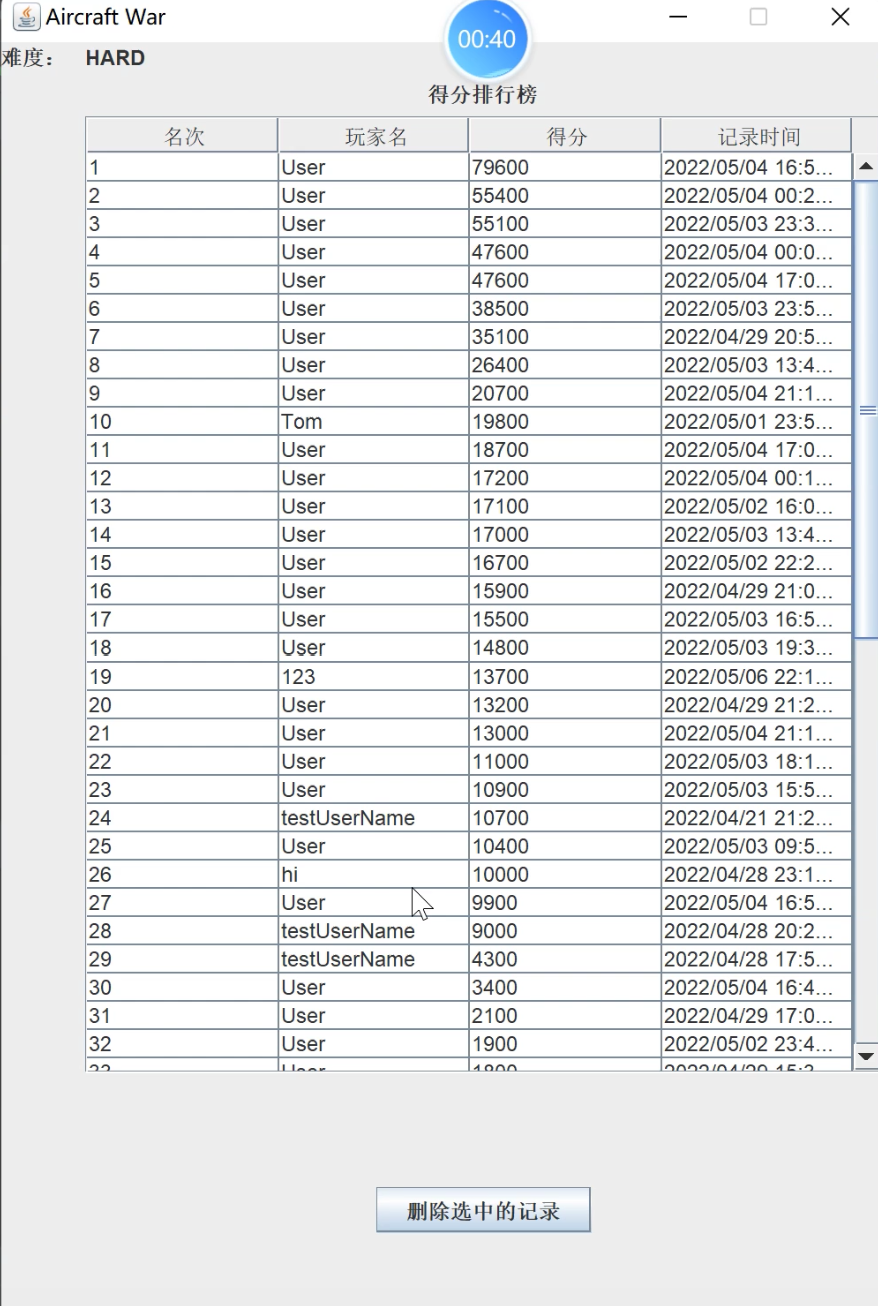 Aircraft War
00:40
难度： HARD
得分排行榜
名次 玩家名 得分 记录时间
1 User 79600 2022/05/04 16:5...
2 User 55400 2022/05/04 00:2...
3 User 55100 2022/05/03 23:3...
4 User 47600 2022/05/04 00:0...
5 User 47600 2022/05/04 17:0...
6 User 38500 2022/05/03 23:5...
7 User 35100 2022/04/29 20:5...
8 User 26400 2022/05/03 13:4...
9 User 20700 2022/05/04 21:1...
10 Tom 19800 2022/05/01 23:5...
11 User 18700 2022/05/04 17:0...
12 User 17200 2022/05/04 00:1...
13 User 17100 2022/05/02 16:0...
14 User 17000 2022/05/03 13:4...
15 User 16700 2022/05/02 22:2...
16 User 15900 2022/04/29 21:0...
17 User 15500 2022/05/03 16:5...
18 User 14800 2022/05/03 19:3...
19 123 13700 2022/05/06 22:1...
20 User 13200 2022/04/29 21:2...
21 User 13000 2022/05/04 21:1...
22 User 11000 2022/05/03 18:1...
23 User 10900 2022/05/03 15:5...
24 testUserName 10700 2022/04/21 21:2...
25 User 10400 2022/05/03 09:5...
26 hi 10000 2022/04/28 23:1...
27 User 9900 2022/05/04 16:5...
28 testUserName 9000 2022/04/28 20:2...
29 testUserName 4300 2022/04/28 17:5...
30 User 3400 2022/05/04 16:4...
31 User 2100 2022/04/29 17:0...
32 User 1900 2022/05/02 23:4...
删除选中的记录